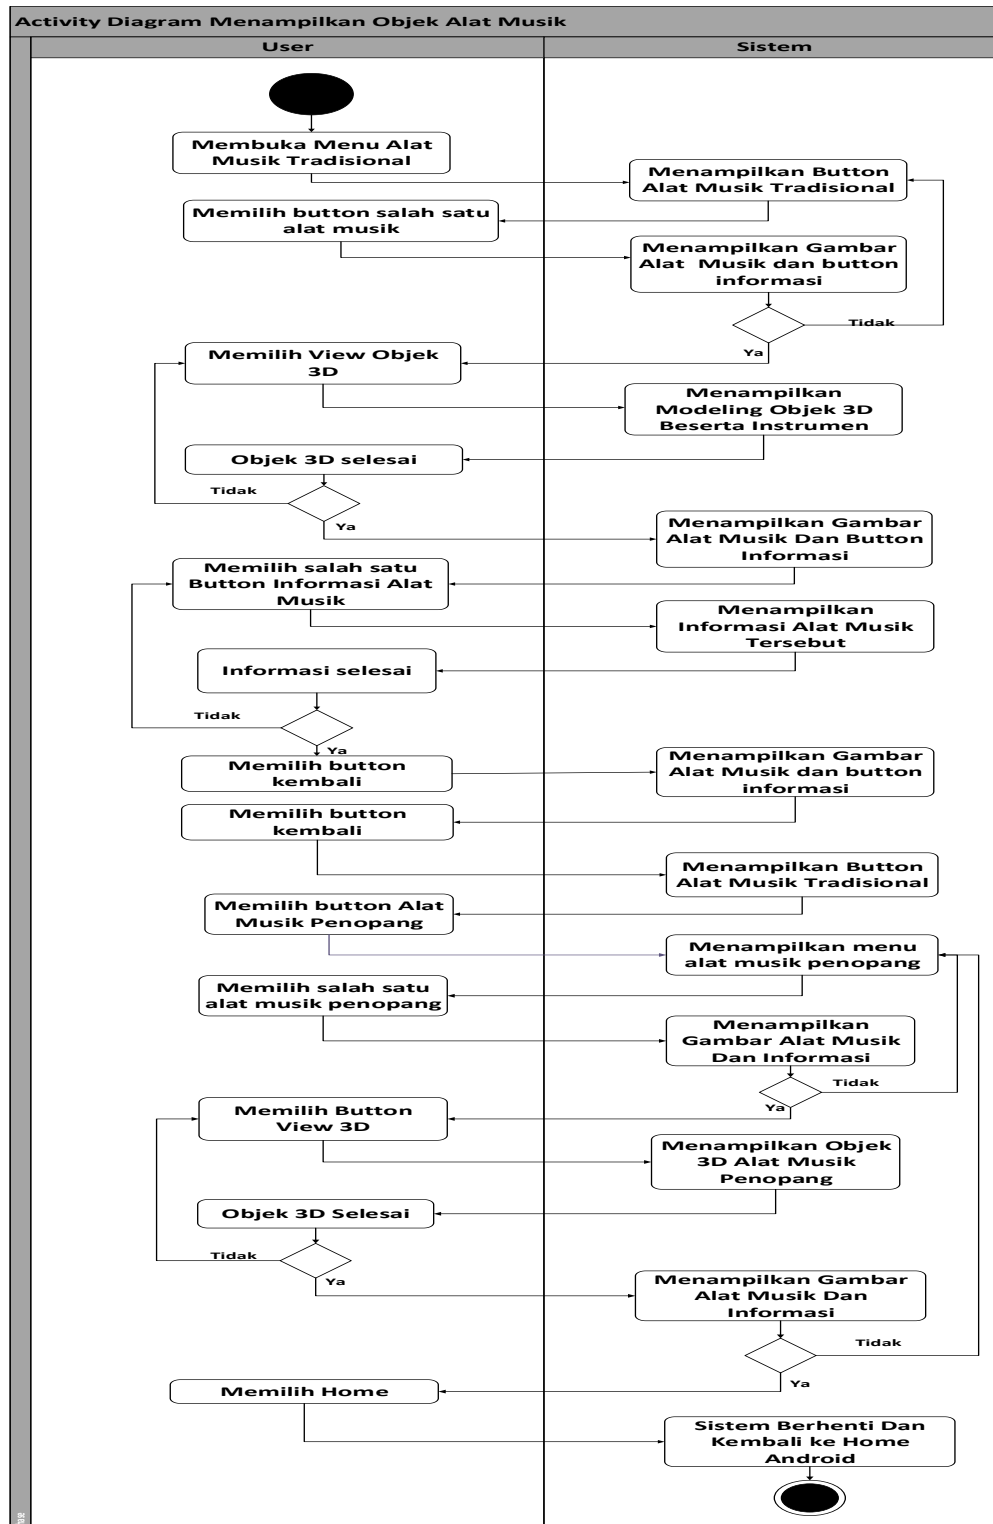 Activity Diagram Menampilkan Objek Alat Musik
User
Sistem
Membuka Menu Alat
Musik Tradisional
Menampilkan Button
Alat Musik Tradisional
Memilih button salah satu
alat musik
Menampilkan Gambar
Alat Musik dan button
informasi
Tidak
Ya
Memilih View Objek
3D
Menampilkan
Modeling Objek 3D
Beserta Instrumen
Objek 3D selesai
Tidak
Ya
Menampilkan Gambar
Alat Musik Dan Button
Informasi
Memilih salah satu
Button Informasi Alat
Musik
Menampilkan
Informasi Alat Musik
Tersebut
Informasi selesai
Tidak
Ya
Memilih button
kembali
Menampilkan Gambar
Alat Musik dan button
informasi
Memilih button
kembali
Menampilkan Button
Alat Musik Tradisional
Memilih button Alat
Musik Penopang
Menampilkan menu
alat musik penopang
Memilih salah satu
alat musik penopang
Menampilkan
Gambar Alat Musik
Dan Informasi
Tidak
Ya
Memilih Button
View 3D
Menampilkan Objek
3D Alat Musik
Penopang
Objek 3D Selesai
Tidak
Ya
Menampilkan Gambar
Alat Musik Dan
Informasi
Tidak
Ya
Memilih Home
Sistem Berhenti Dan
Kembali ke Home
Android